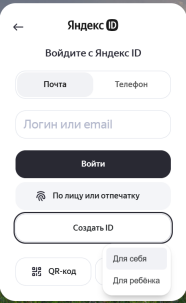 Яндекс ID
Войдите с Яндекс ID
Почта
Телефон
Логин или email
Войти
По лицу или отпечатку
Создать ID
QR-код
Для себя
Для ребёнка